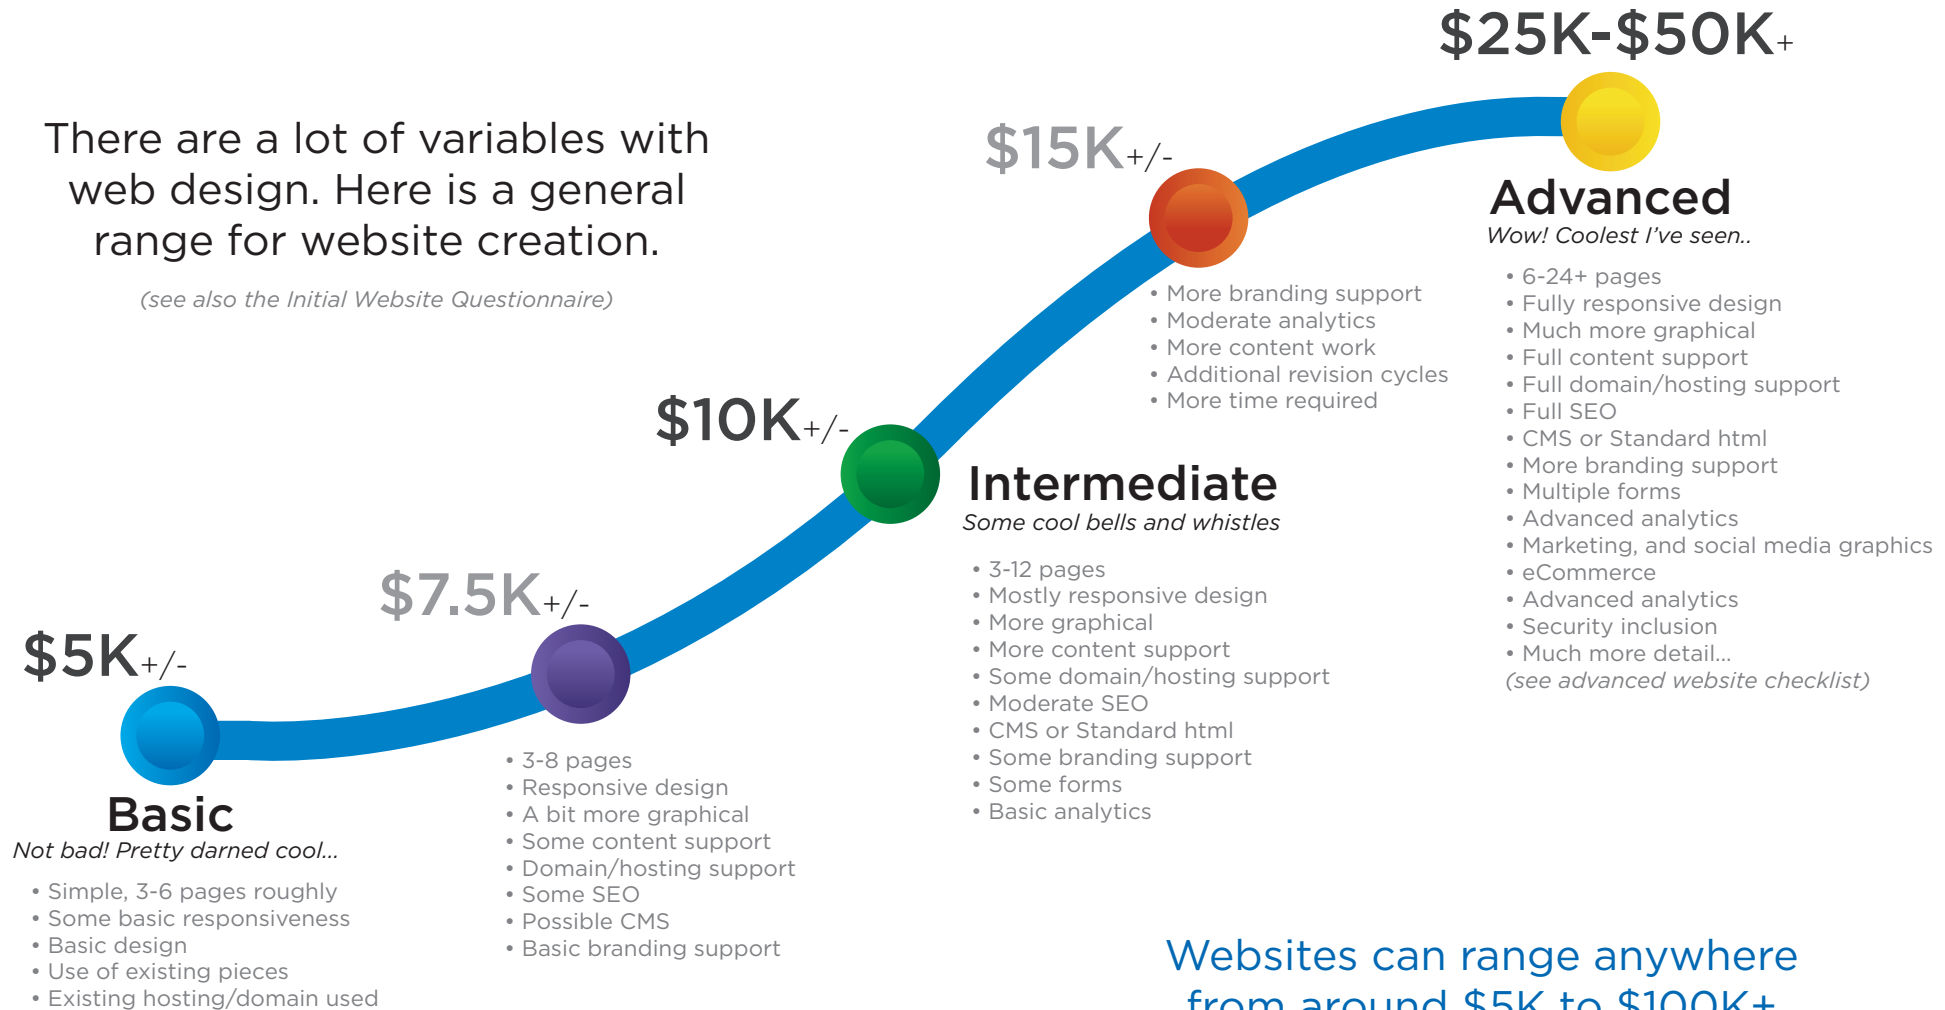 There are a lot of variables with
web design. Here is a general
range for website creation.
(see also the Initial Website Questionnaire)
$5K+/-
Basic
Not bad! Pretty darned cool...
• Simple, 3-6 pages roughly
• Some basic responsiveness
• Basic design
• Use of existing pieces
• Existing hosting/domain used
$7.5K+/-
• 3-8 pages
• Responsive design
• A bit more graphical
• Some content support
• Domain/hosting support
• Some SEO
• Possible CMS
• Basic branding support
$10K+/-
Intermediate
Some cool bells and whistles
• 3-12 pages
• Mostly responsive design
• More graphical
• More content support
• Some domain/hosting support
• Moderate SEO
• CMS or Standard html
• Some branding support
• Some forms
• Basic analytics
$15K+/-
• More branding support
• Moderate analytics
• More content work
• Additional revision cycles
• More time required
$25K-$50K+
Advanced
Wow! Coolest I've seen..
• 6-24+ pages
• Fully responsive design
• Much more graphical
• Full content support
• Full domain/hosting support
• Full SEO
• CMS or Standard html
• More branding support
• Multiple forms
• Advanced analytics
• Marketing, and social media graphics
• eCommerce
• Advanced analytics
• Security inclusion
• Much more detail...
(see advanced website checklist)
Websites can range anywhere
from around $5K to $100K+